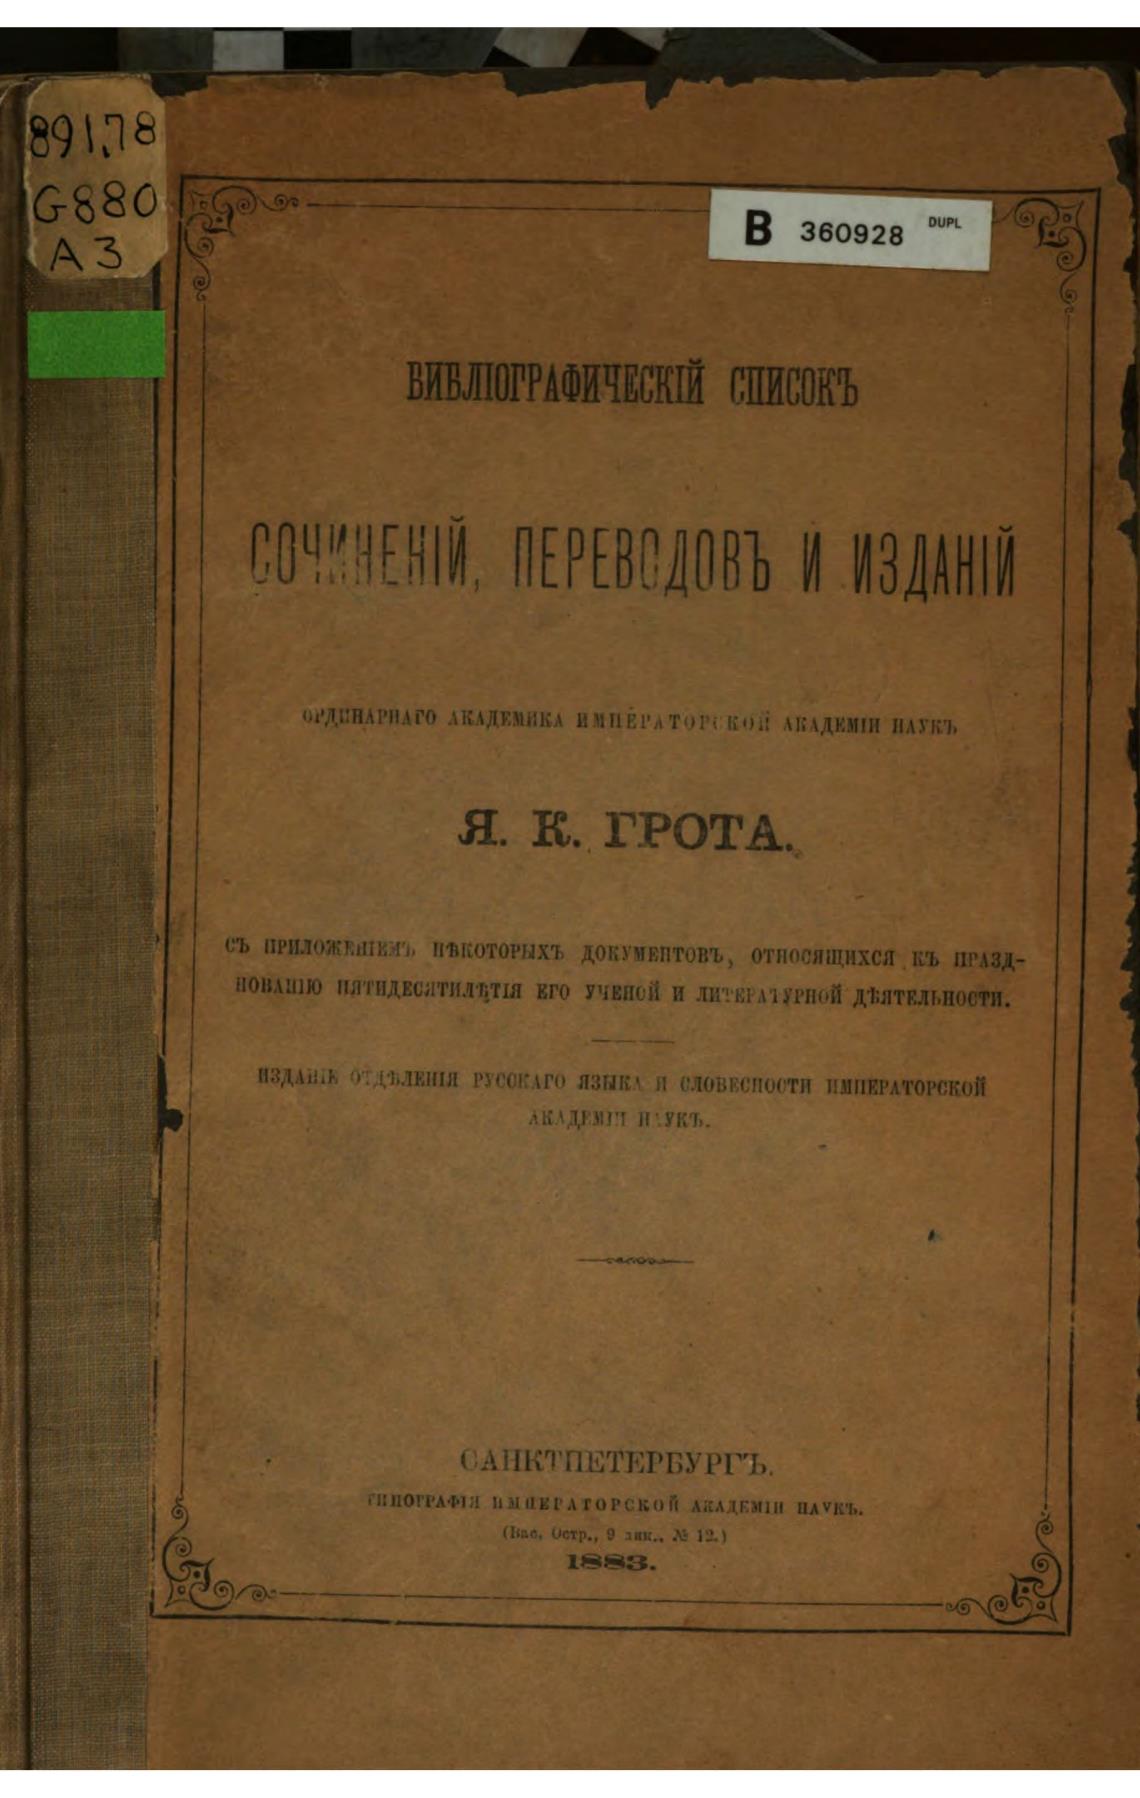 891.78
G880
A3
B 360928 DUPL
БИБЛІОГРАФИЧЕСКІЙ СПИСОКЪ
СОЧИНЕНІЙ, ПЕРЕВОДОВЪ И ИЗДАНІЙ
ОРДИНАРНАГО АКАДЕМИКА ИМПЕРАТОРСКОЙ АКАДЕМІИ НАУКЪ
Я. К. ГРОТА.
СЪ ПРИЛОЖЕНІЕМЪ НѢКОТОРЫХЪ ДОКУМЕНТОВЪ, ОТНОСЯЩИХСЯ КЪ ПРАЗД-
НОВАНІЮ ПЯТИДЕСЯТИЛѢТІЯ ЕГО УЧЕНОЙ И ЛИТЕРАТУРНОЙ ДѢЯТЕЛЬНОСТИ.
ИЗДАНІЕ ОТДѢЛЕНІЯ РУССКАГО ЯЗЫКА И СЛОВЕСНОСТИ ИМПЕРАТОРСКОЙ
АКАДЕМІИ НАУКЪ.
САНКТПЕТЕРБУРГЪ.
ТИПОГРАФІЯ ИМПЕРАТОРСКОЙ АКАДЕМІИ НАУКЪ.
(Вас. Остр., 9 лин., № 12.)
1883.